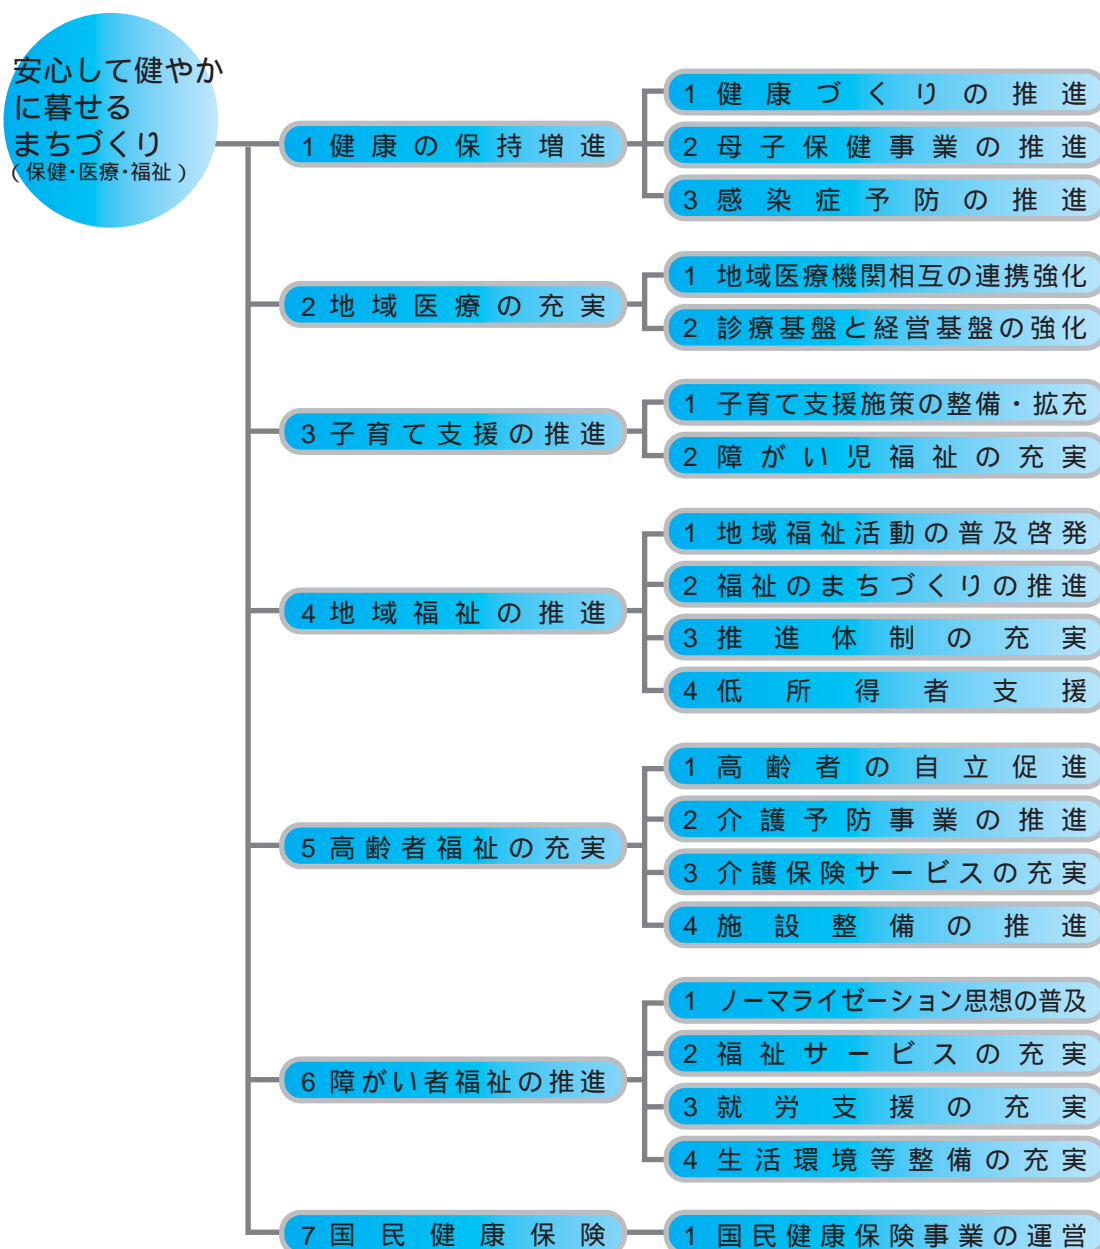 安心して健やか
に暮せる
まちづくり
(保健・医療・福祉)
1 健康の保持増進
1 健康づくりの推進
2 母子保健事業の推進
3 感染症予防の推進
2 地域医療の充実
1 地域医療機関相互の連携強化
2 診療基盤と経営基盤の強化
3 子育て支援の推進
1 子育て支援施策の整備・拡充
2 障がい児福祉の充実
4 地域福祉の推進
1 地域福祉活動の普及啓発
2 福祉のまちづくりの推進
3 推進体制の充実
4 低所得者支援
5 高齢者福祉の充実
1 高齢者の自立促進
2 介護予防事業の推進
3 介護保険サービスの充実
4 施設整備の推進
6 障がい者福祉の推進
1 ノーマライゼーション思想の普及
2 福祉サービスの充実
3 就労支援の充実
4 生活環境等整備の充実
7 国民健康保険
1 国民健康保険事業の運営